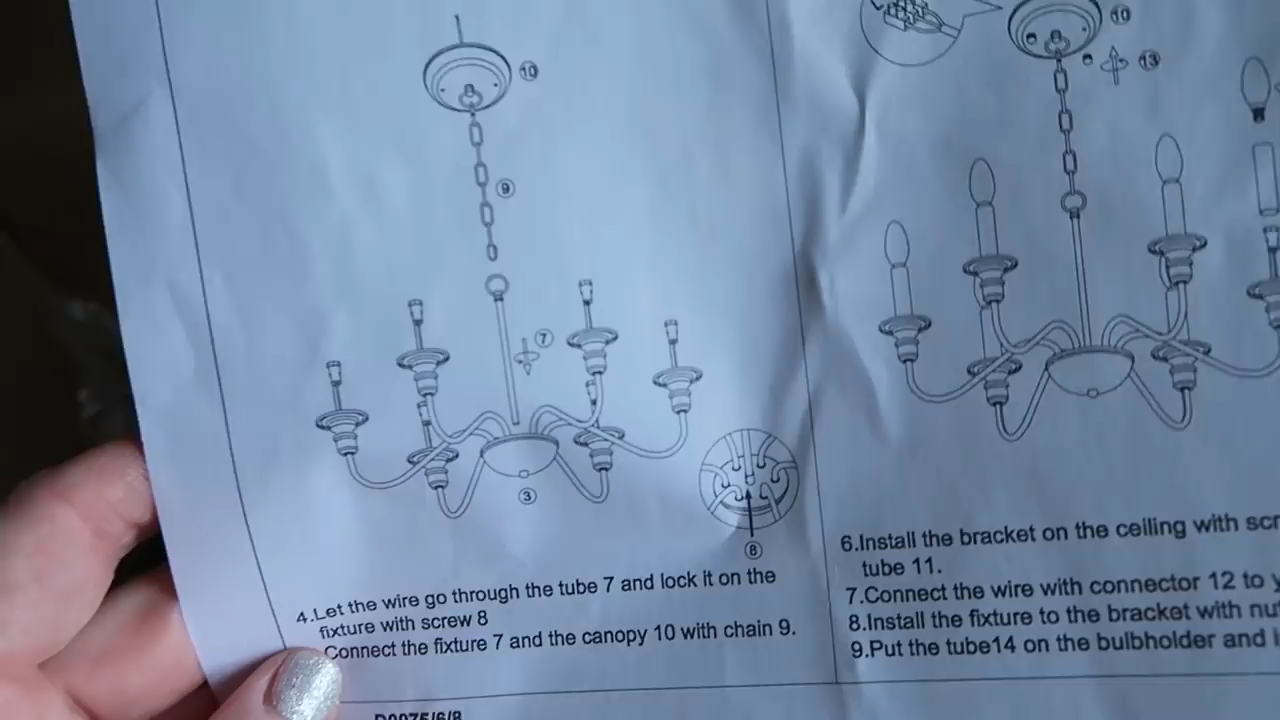 10
9
7
3
8
4.Let the wire go through the tube 7 and lock it on the
fixture with screw 8
Connect the fixture 7 and the canopy 10 with chain 9.
10
13
6.Install the bracket on the ceiling with
tube 11.
7.Connect the wire with connector 12 to
8.Install the fixture to the bracket with
9.Put the tube14 on the bulbholder and